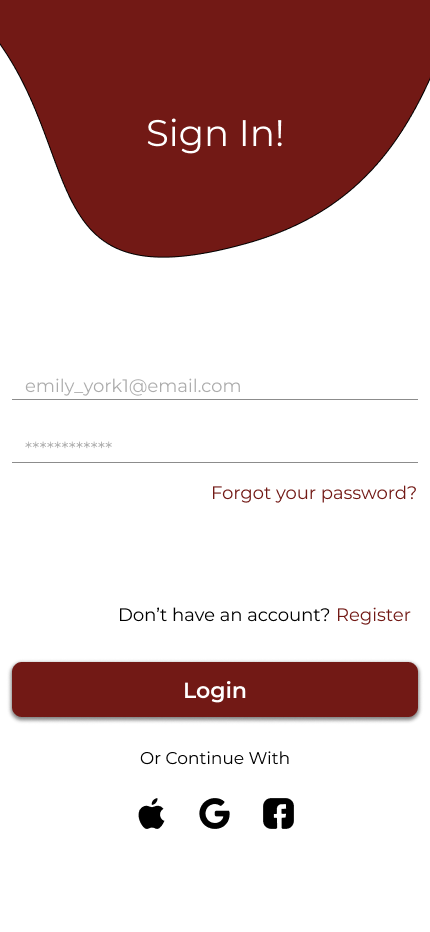 Sign In!
emily_york1@email.com
************
Forgot your password?
Don’t have an account? Register
Login
Or Continue With